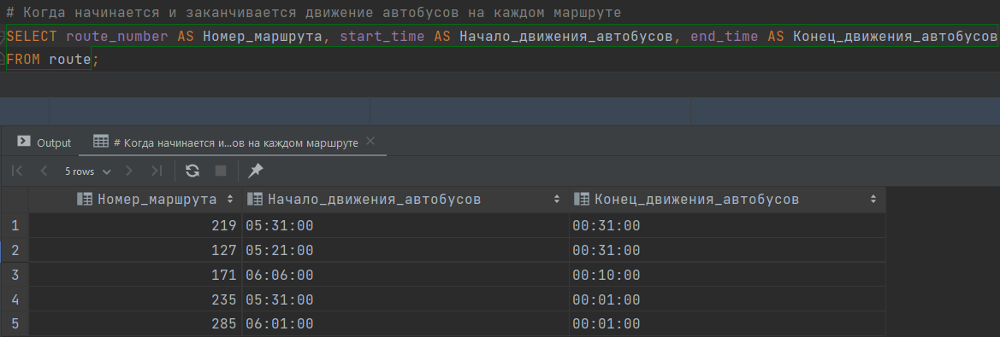 # Когда начинается и заканчивается движение автобусов на каждом маршруте
SELECT route_number AS Номер_маршрута, start_time AS Начало_движения_автобусов, end_time AS Конец_движения_автобусов
FROM route;
Output # Когда начинается и...ов на каждом маршруте
5 rows
Номер_маршрута Начало_движения_автобусов Конец_движения_автобусов
1 219 05:31:00 00:31:00
2 127 05:21:00 00:31:00
3 171 06:06:00 00:10:00
4 235 05:31:00 00:01:00
5 285 06:01:00 00:01:00